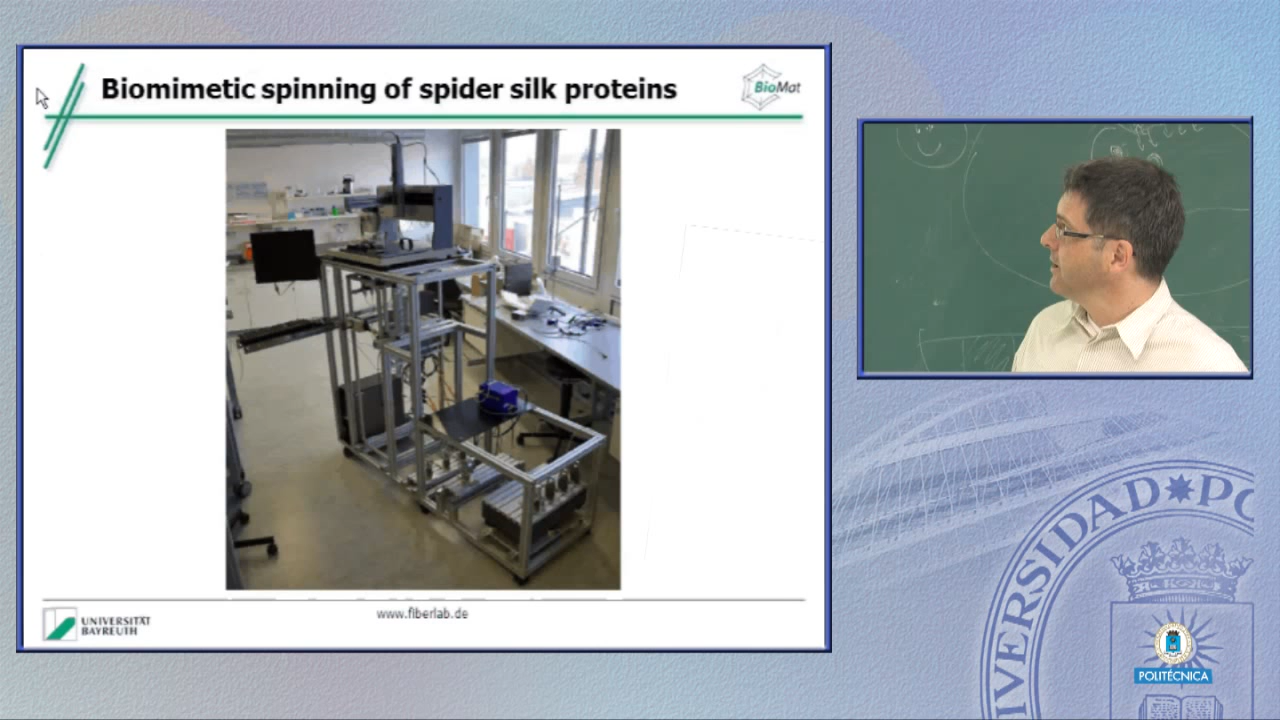 Biomimetic spinning of spider silk proteins
BioMat
www.fiberlab.de
UNIVERSITÄT
BAYREUTH
UNIVERSIDAD
POLITÉCNICA